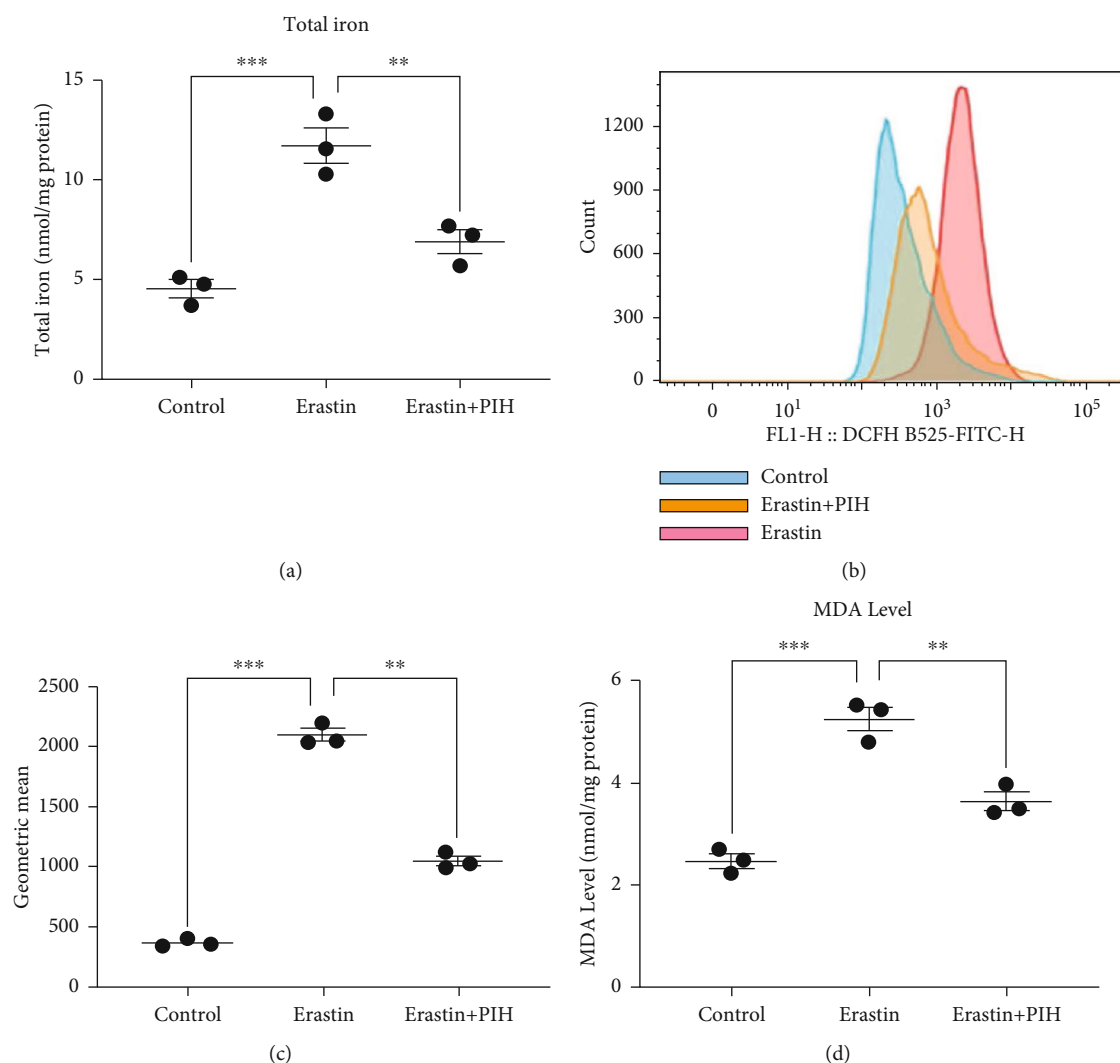 Total iron
***
**
Total iron (nmol/mg protein)
15
10
5
0
Control
Erastin
Erastin+PIH
(a)
Count
1200
900
600
300
0
0
10¹
10³
10⁵
FL1-H :: DCFH B525-FITC-H
Control
Erastin+PIH
Erastin
(b)
***
**
Geometric mean
2500
2000
1500
1000
500
0
Control
Erastin
Erastin+PIH
(c)
MDA Level
***
**
MDA Level (nmol/mg protein)
6
4
2
0
Control
Erastin
Erastin+PIH
(d)